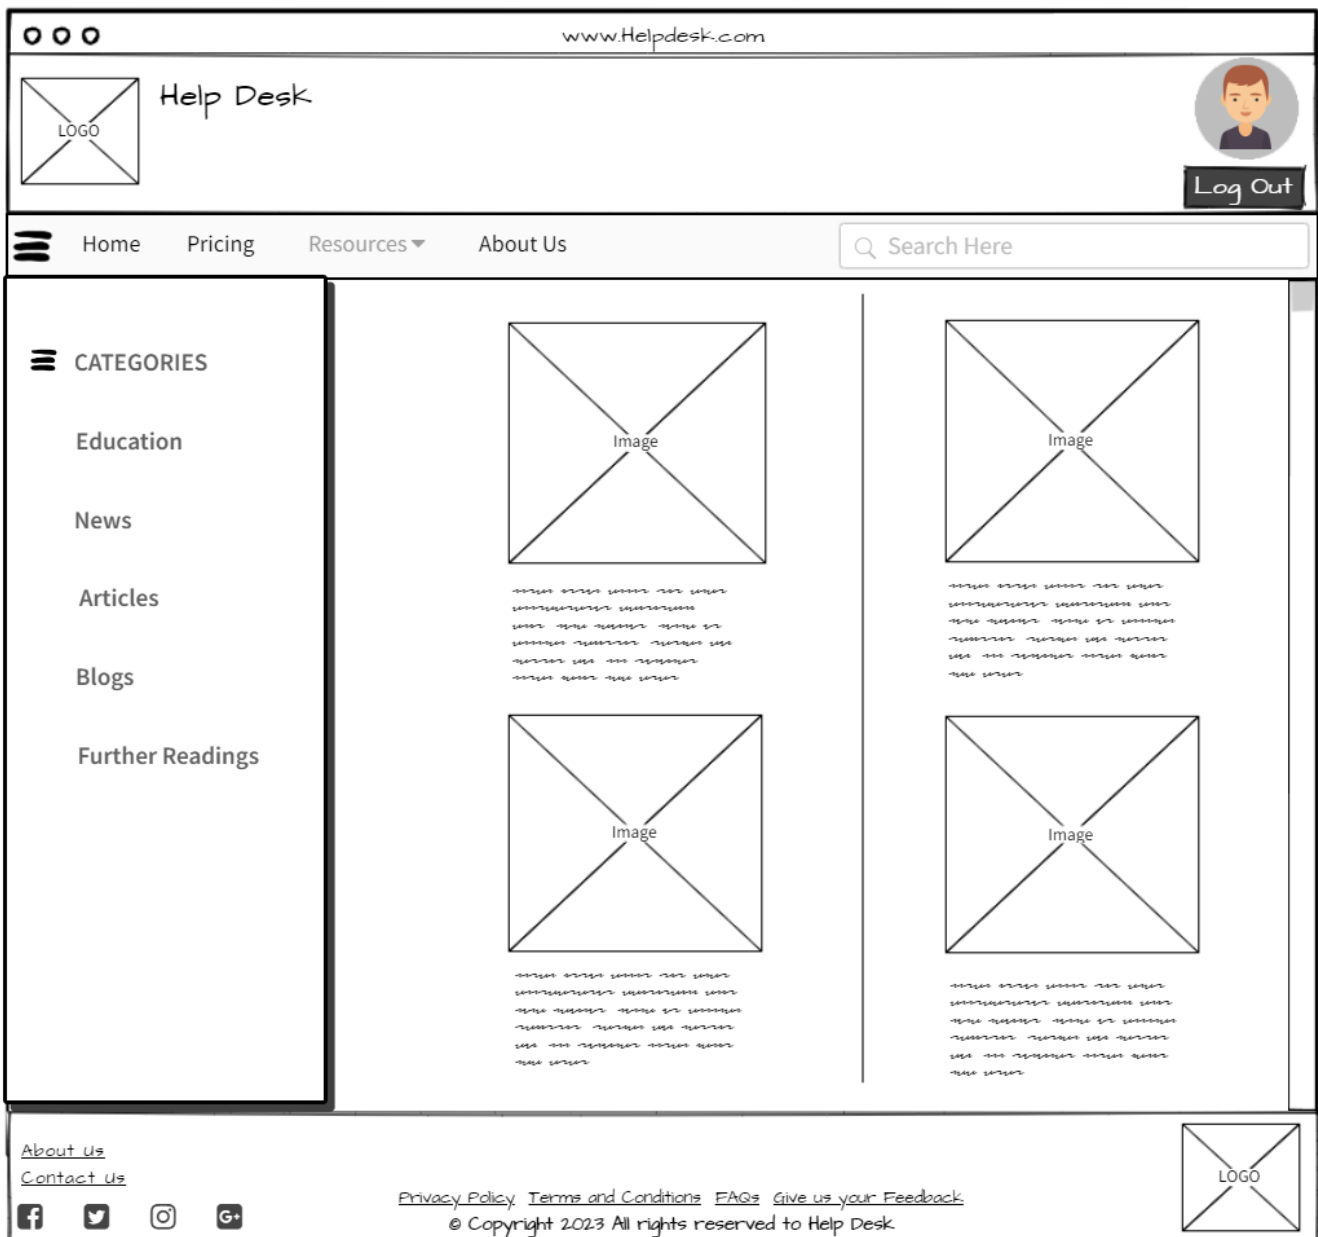 www.Helpdesk.com
LOGO
Help Desk
Log Out
Home Pricing Resources About Us Search Here
CATEGORIES
Education
News
Articles
Blogs
Further Readings
Image
Image
Image
Image
About Us
Contact Us
Privacy Policy Terms and Conditions FAQs Give us your Feedback
© Copyright 2023 All rights reserved to Help Desk
G+
LOGO